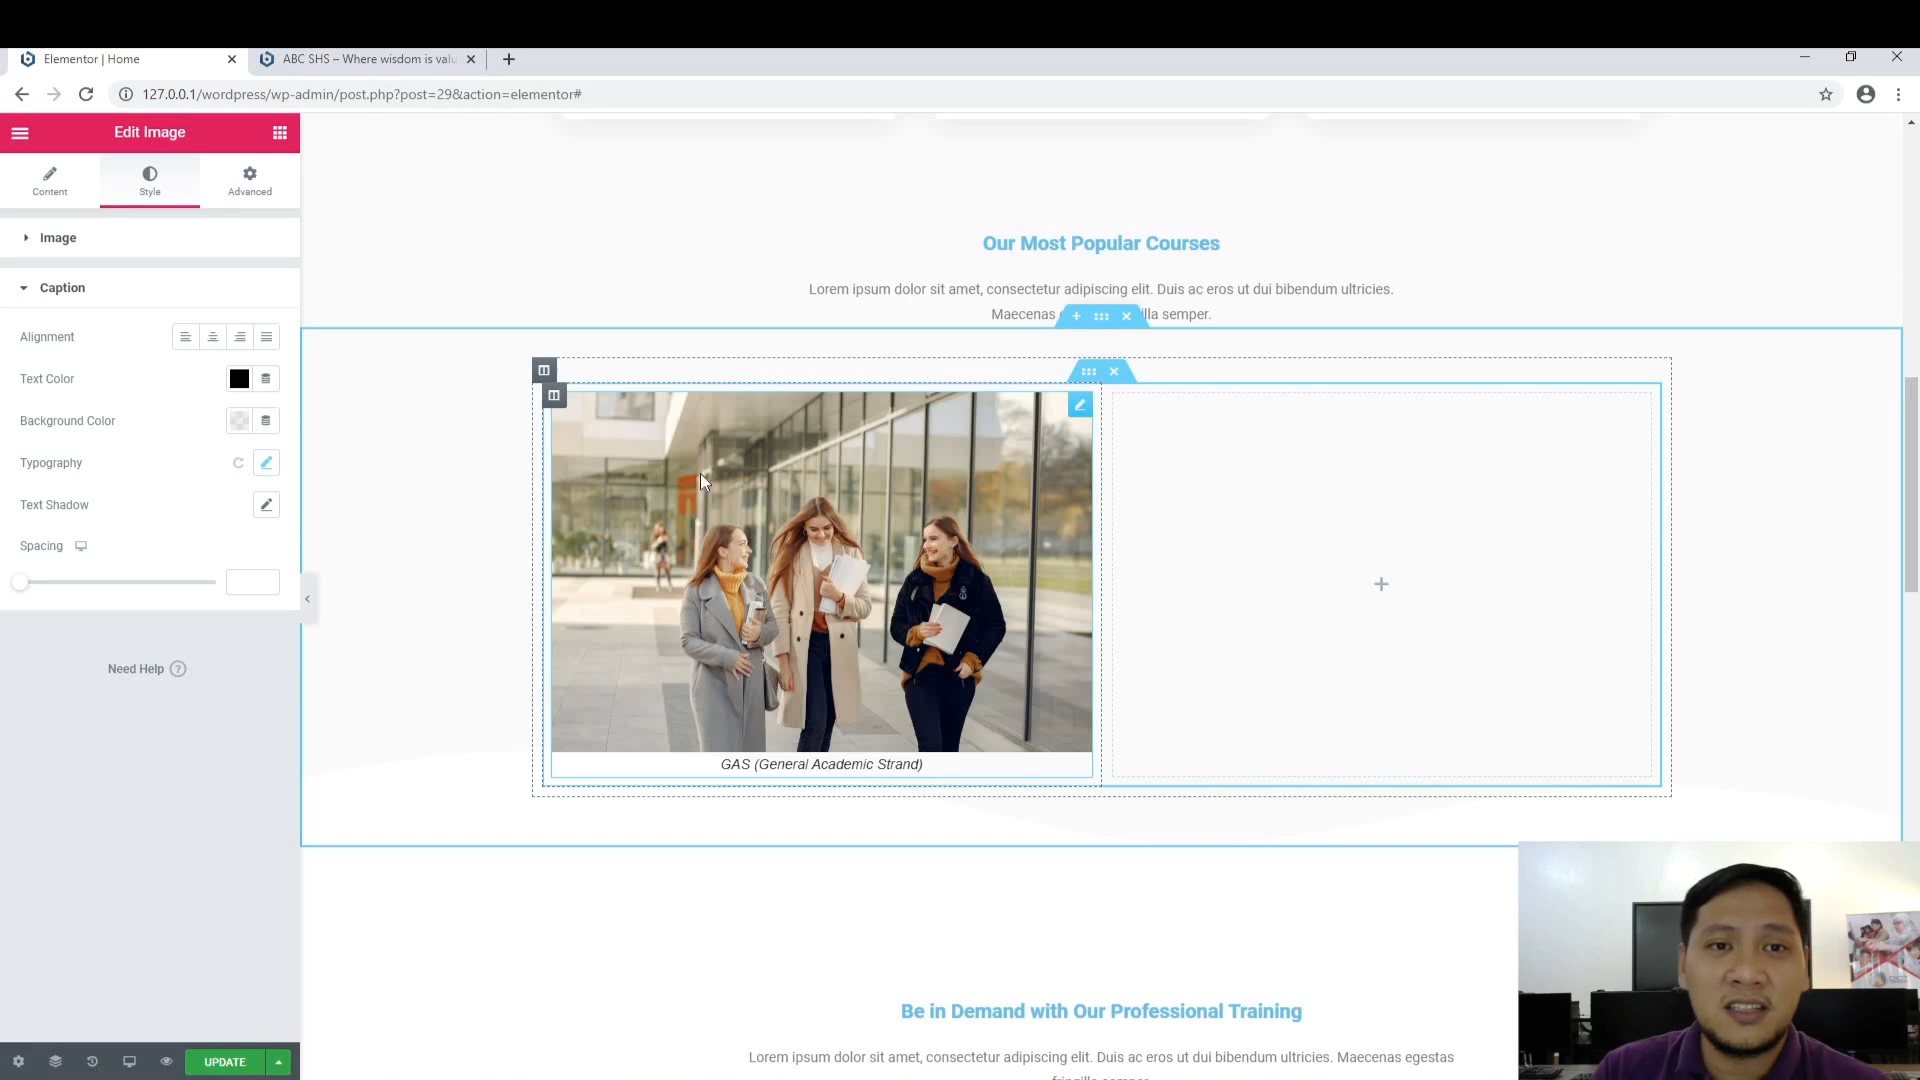 Elementor | Home
ABC SHS – Where wisdom is valu
127.0.0.1/wordpress/wp-admin/post.php?post=29&action=elementor#
Edit Image
Content
Style
Advanced
Image
Caption
Alignment
Text Color
Background Color
Typography
Text Shadow
Spacing
Need Help
UPDATE
Our Most Popular Courses
Lorem ipsum dolor sit amet, consectetur adipiscing elit. Duis ac eros ut dui bibendum ultricies.
Maecenas illa semper.
GAS (General Academic Strand)
Be in Demand with Our Professional Training
Lorem ipsum dolor sit amet, consectetur adipiscing elit. Duis ac eros ut dui bibendum ultricies. Maecenas egestas